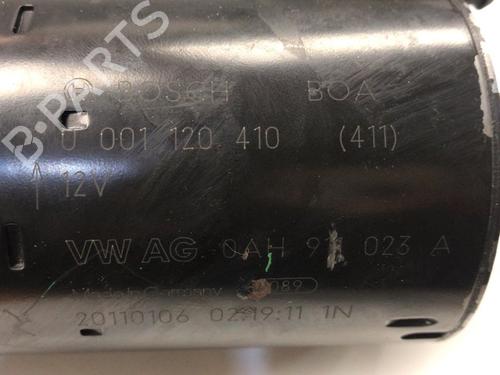 BOSCH BOA
0 001 120 410 (411)
12V
VW AG 0AH 911 023 A
Made in Germany
20110106 02:19:11 1N
B-PARTS